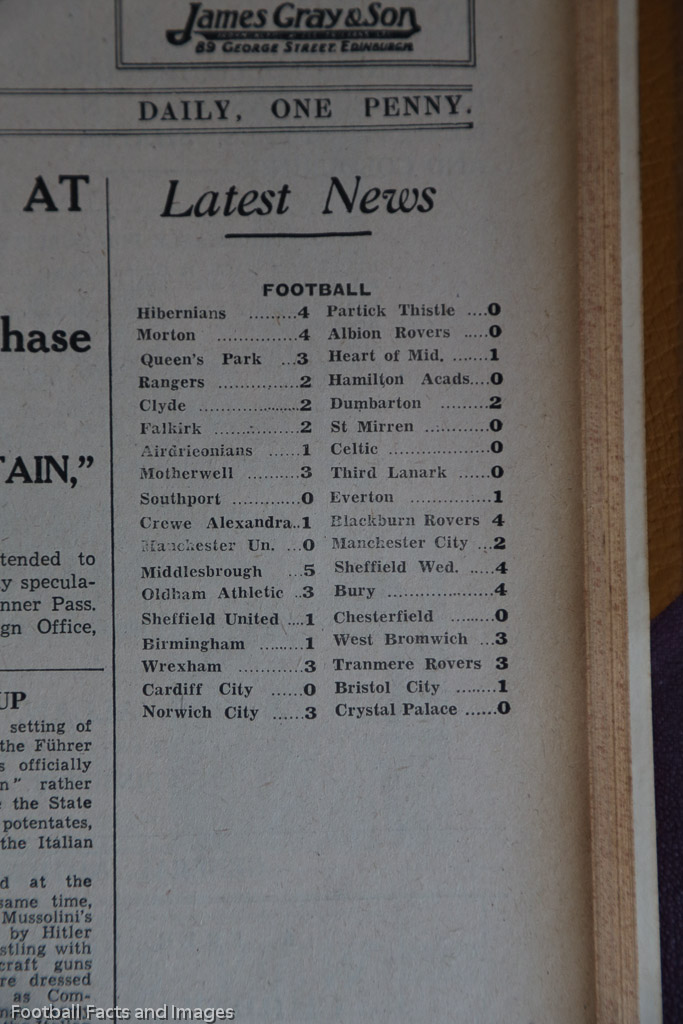 James Gray & Son
89 GEORGE STREET. EDINBURGH
DAILY, ONE PENNY.
AT
hase
TAIN,"
tended to
y specula-
nner Pass.
gn Office,
UP
setting of
the Führer
s officially
n" rather
the State
potentates,
the Italian
d at the
same time,
Mussolini's
by Hitler
stling with
craft guns
re dressed
as Com-
Latest News
FOOTBALL
Hibernians .........4 Partick Thistle ....0
Morton ..............4 Albion Rovers .....0
Queen's Park ...3 Heart of Mid. .......1
Rangers ..............2 Hamilton Acads....0
Clyde ..................2 Dumbarton .........2
Falkirk ..............2 St Mirren ...........0
Airdrieonians ......1 Celtic ..................0
Motherwell ..........3 Third Lanark ......0
Southport ............0 Everton ..............1
Crewe Alexandra..1 Blackburn Rovers 4
Manchester Un. ...0 Manchester City ...2
Middlesbrough ...5 Sheffield Wed. .....4
Oldham Athletic ..3 Bury ...................4
Sheffield United ....1 Chesterfield .........0
Birmingham ........1 West Bromwich ...3
Wrexham ............3 Tranmere Rovers 3
Cardiff City ......0 Bristol City ........1
Norwich City ......3 Crystal Palace ......0
Football Facts and Images